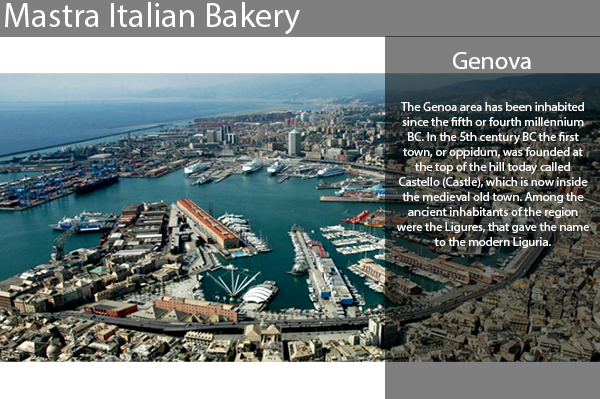 Mastra Italian Bakery
Genova
The Genoa area has been inhabited
since the fifth or fourth millennium
BC. In the 5th century BC the first
town, or oppidum, was founded at
the top of the hill today called
Castello (Castle), which is now inside
the medieval old town. Among the
ancient inhabitants of the region
were the Ligures, that gave the name
to the modern Liguria.